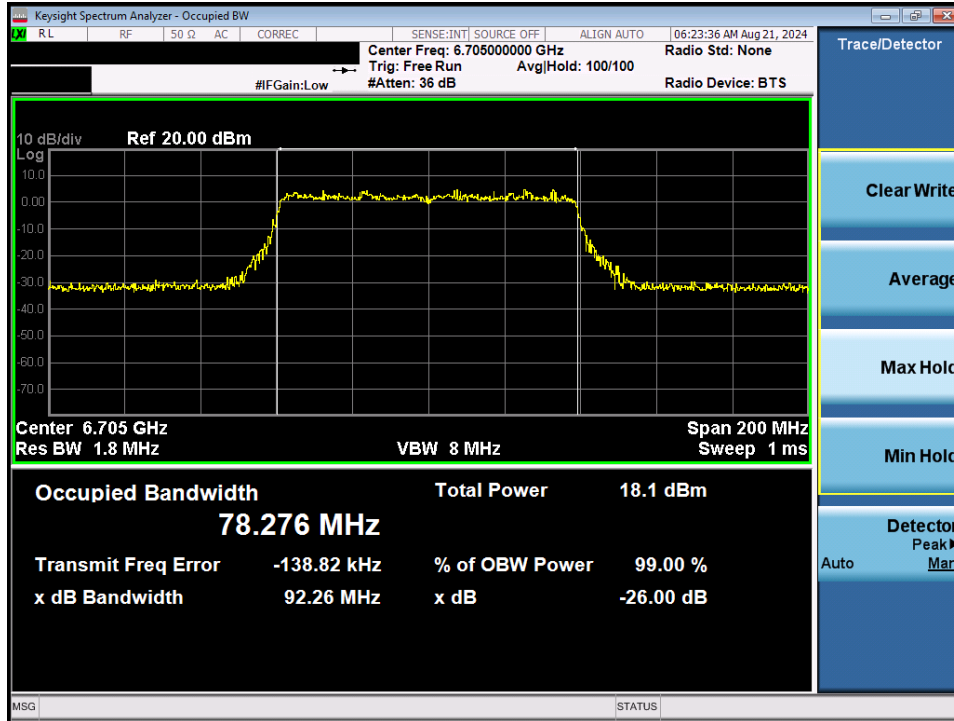 Keysight Spectrum Analyzer - Occupied BW
LXI RL RF 50 Ω AC CORREC SENSE:INT SOURCE OFF ALIGN AUTO 06:23:36 AM Aug 21, 2024
Center Freq: 6.705000000 GHz Radio Std: None
Trig: Free Run Avg|Hold: 100/100
#IFGain:Low #Atten: 36 dB Radio Device: BTS
Trace/Detector
10 dB/div Ref 20.00 dBm
Log
10.0
0.00
-10.0
-20.0
-30.0
-40.0
-50.0
-60.0
-70.0
Center 6.705 GHz Span 200 MHz
Res BW 1.8 MHz VBW 8 MHz Sweep 1 ms
Occupied Bandwidth Total Power 18.1 dBm
78.276 MHz
Transmit Freq Error -138.82 kHz % of OBW Power 99.00 %
x dB Bandwidth 92.26 MHz x dB -26.00 dB
Clear Write
Average
Max Hold
Min Hold
Detector
Peak
Auto Man
MSG STATUS